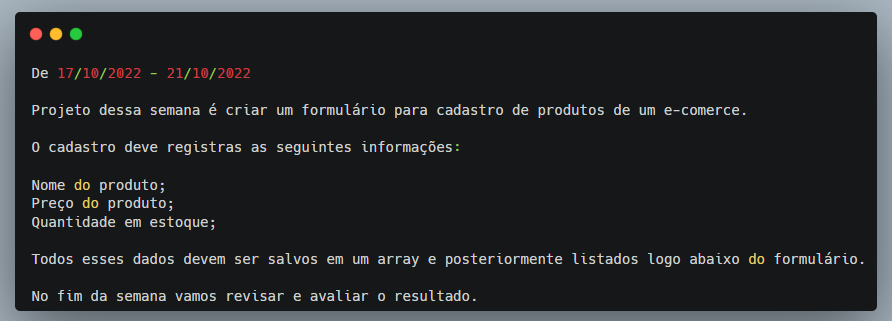 De 17/10/2022 - 21/10/2022
Projeto dessa semana é criar um formulário para cadastro de produtos de um e-comerce.
O cadastro deve registras as seguintes informações:
Nome do produto;
Preço do produto;
Quantidade em estoque;
Todos esses dados devem ser salvos em um array e posteriormente listados logo abaixo do formulário.
No fim da semana vamos revisar e avaliar o resultado.